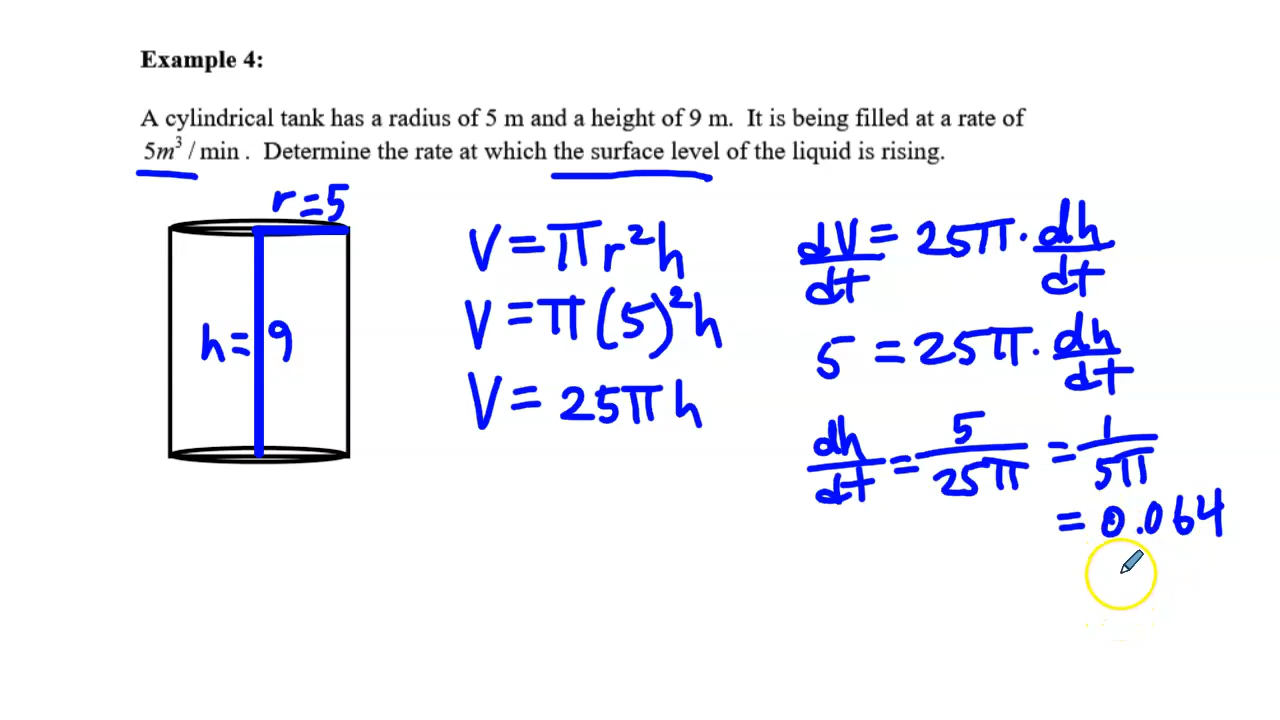 Example 4:
A cylindrical tank has a radius of 5 m and a height of 9 m. It is being filled at a rate of
5m³ / min . Determine the rate at which the surface level of the liquid is rising.
r=5
h=9
V=πr²h
V=π(5)²h
V=25πh
dV/dt=25π·dh/dt
5=25π·dh/dt
dh/dt=5/25π=1/5π
=0.064